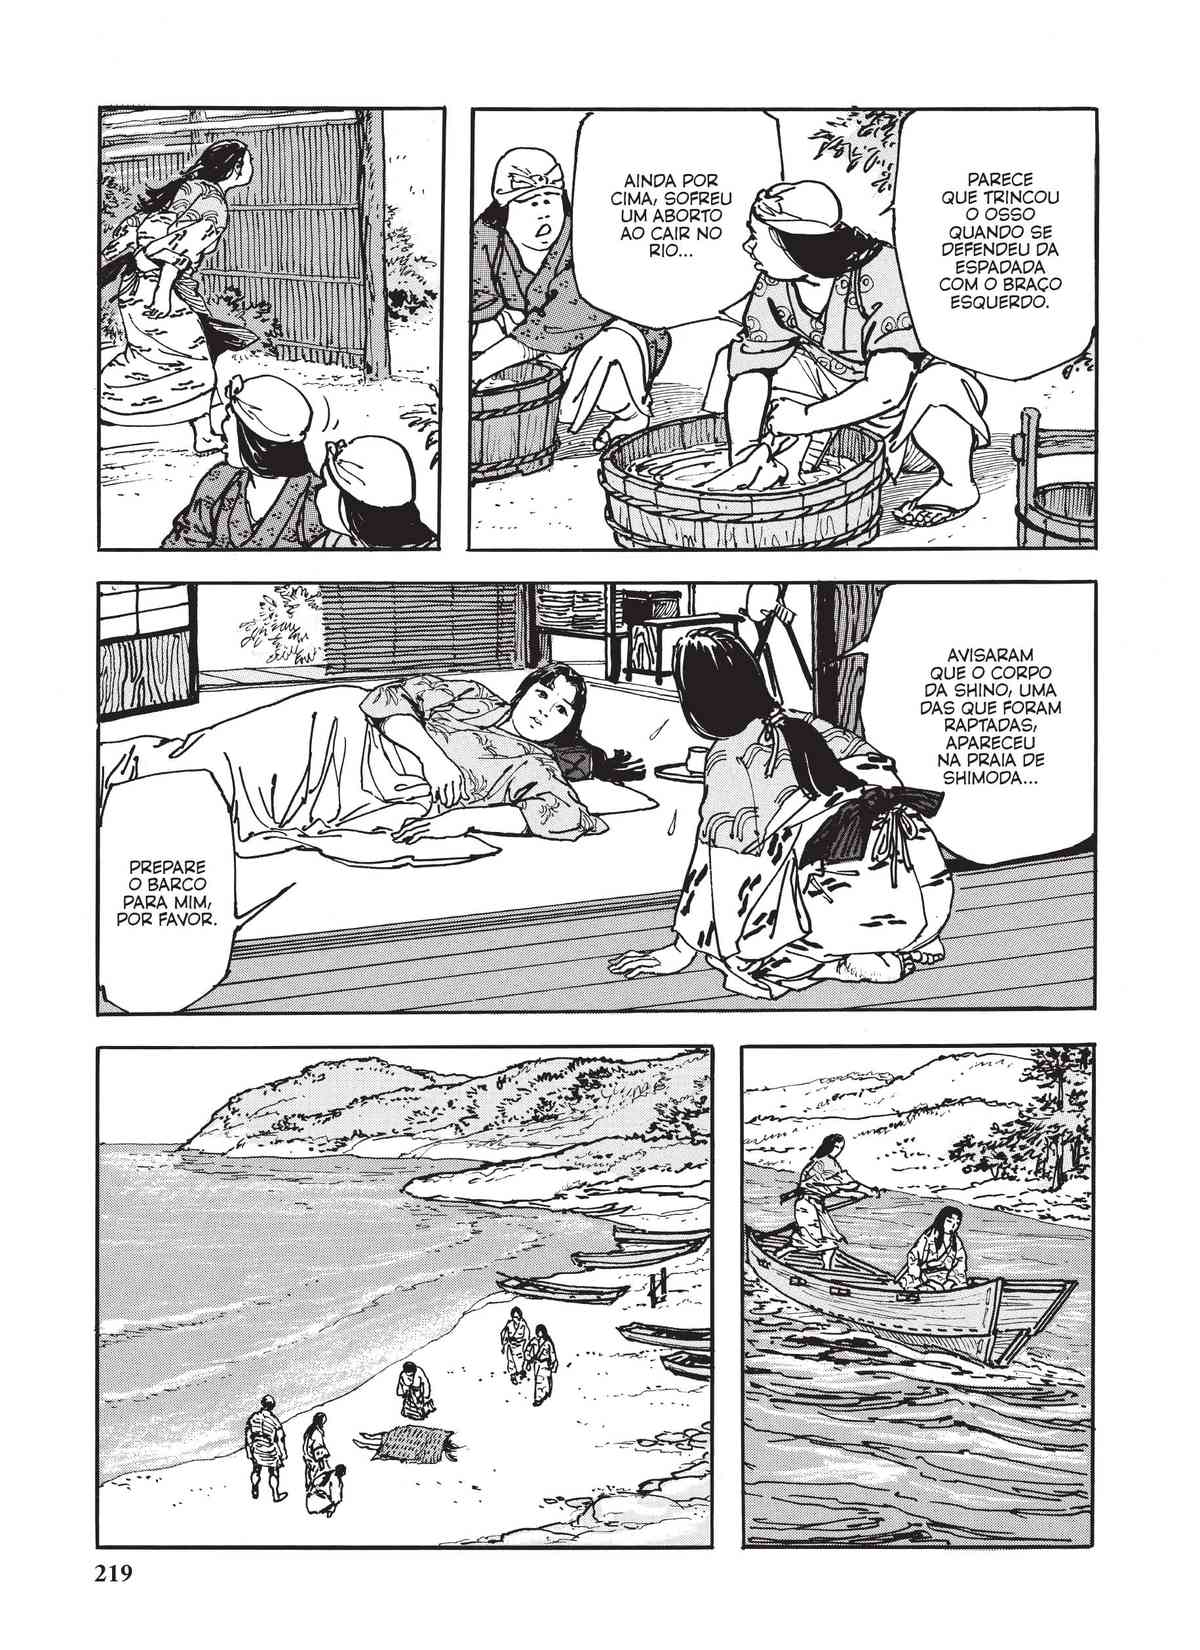 PARECE
QUE TRINCOU
O OSSO
QUANDO SE
DEFENDEU DA
ESPADADA
COM O BRAÇO
ESQUERDO.
AINDA POR
CIMA, SOFREU
UM ABORTO
AO CAIR NO
RIO...
AVISARAM
QUE O CORPO
DA SHINO, UMA
DAS QUE FORAM
RAPTADAS,
APARECEU
NA PRAIA DE
SHIMODA...
PREPARE
O BARCO
PARA MIM,
POR FAVOR.
219